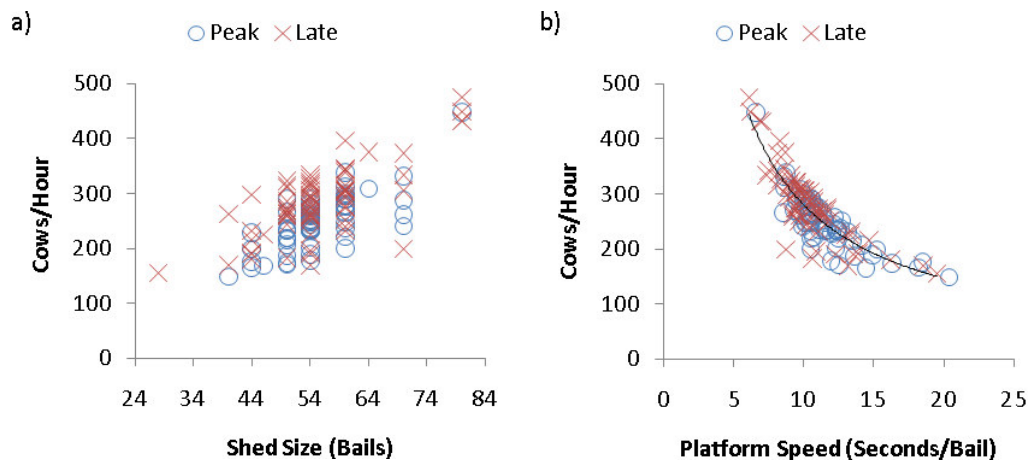 a)
Peak Late
500
400
300
200
100
0
Cows/Hour
24 34 44 54 64 74 84
Shed Size (Bails)
b)
Peak Late
500
400
300
200
100
0
Cows/Hour
0 5 10 15 20 25
Platform Speed (Seconds/Bail)